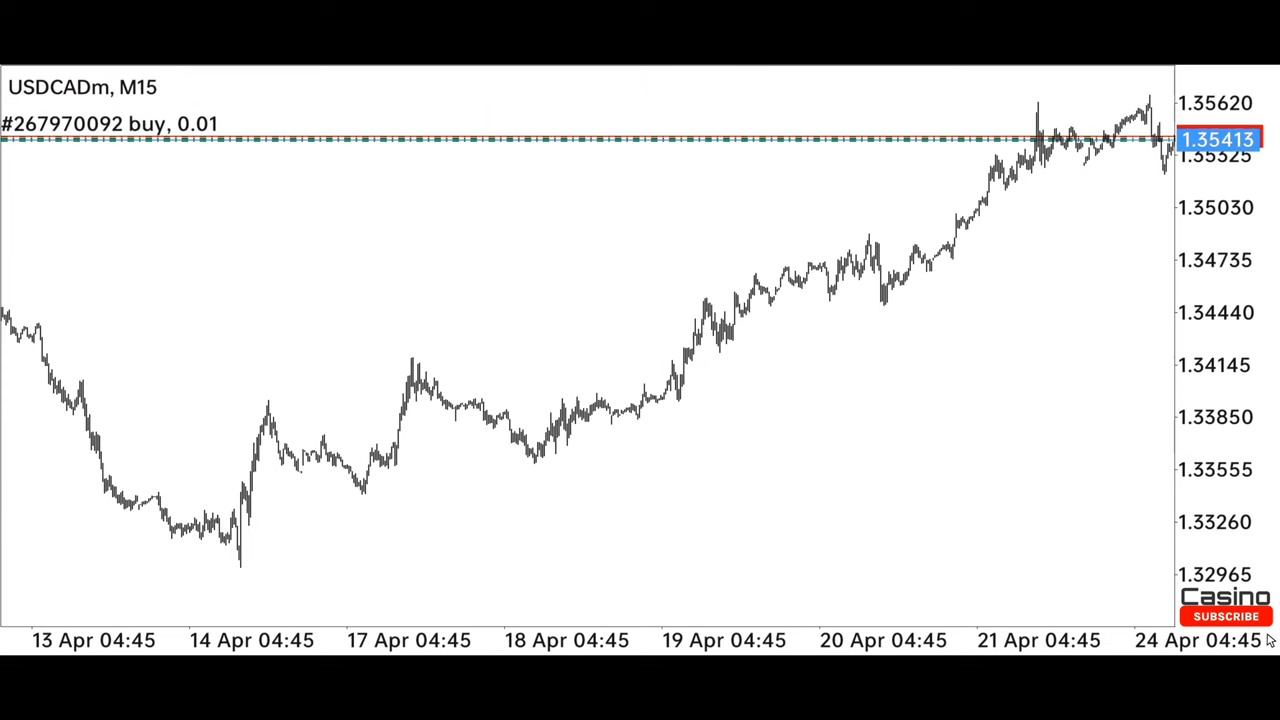 USDCADm, M15
#267970092 buy, 0.01
1.35620
1.35413
1.35325
1.35030
1.34735
1.34440
1.34145
1.33850
1.33555
1.33260
1.32965
Casino
SUBSCRIBE
13 Apr 04:45 14 Apr 04:45 17 Apr 04:45 18 Apr 04:45 19 Apr 04:45 20 Apr 04:45 21 Apr 04:45 24 Apr 04:45